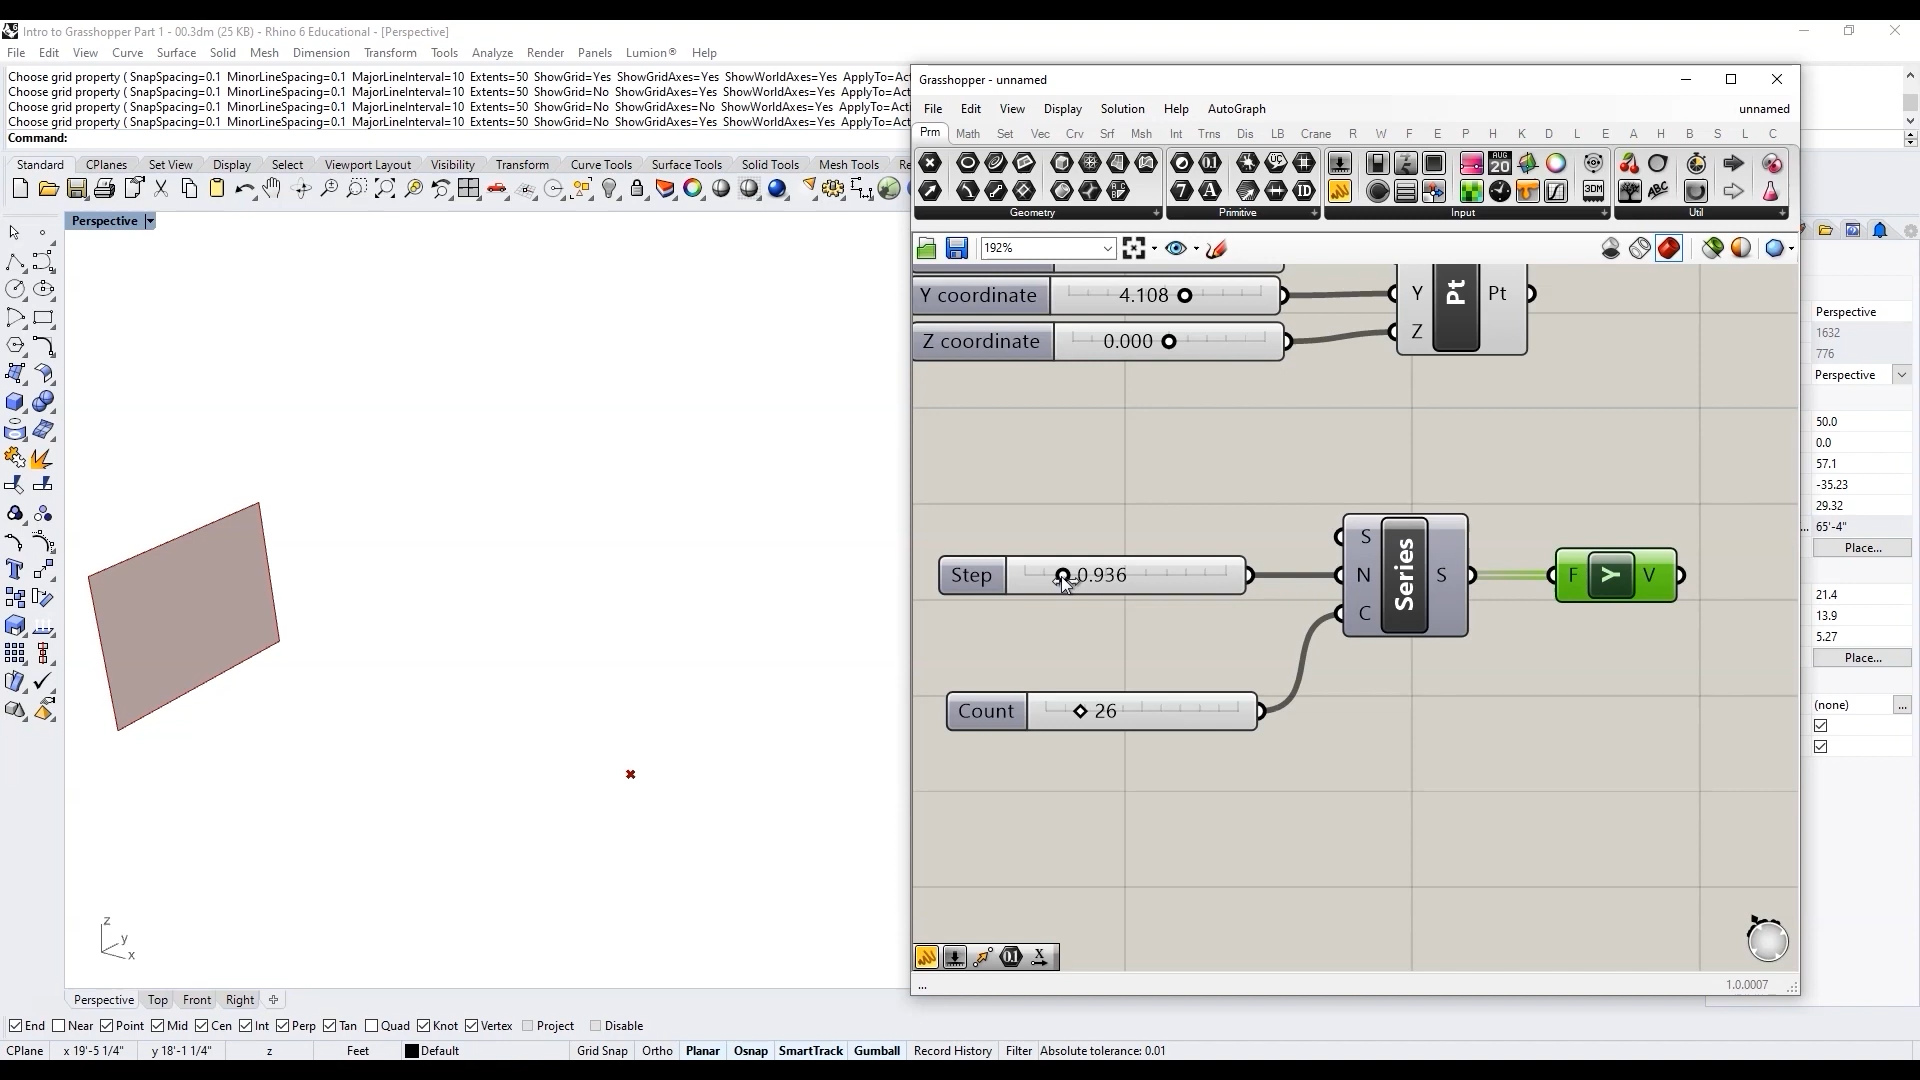 Intro to Grasshopper Part 1 - 00.3dm (25 KB) - Rhino 6 Educational - [Perspective]
File Edit View Curve Surface Solid Mesh Dimension Transform Tools Analyze Render Panels Lumion® Help
Choose grid property ( SnapSpacing=0.1 MinorLineSpacing=0.1 MajorLineInterval=10 Extents=50 ShowGrid=Yes ShowGridAxes=Yes ShowWorldAxes=Yes ApplyTo=Act
Choose grid property ( SnapSpacing=0.1 MinorLineSpacing=0.1 MajorLineInterval=10 Extents=50 ShowGrid=No ShowGridAxes=Yes ShowWorldAxes=Yes ApplyTo=Act
Choose grid property ( SnapSpacing=0.1 MinorLineSpacing=0.1 MajorLineInterval=10 Extents=50 ShowGrid=No ShowGridAxes=No ShowWorldAxes=Yes ApplyTo=Act
Choose grid property ( SnapSpacing=0.1 MinorLineSpacing=0.1 MajorLineInterval=10 Extents=50 ShowGrid=No ShowGridAxes=Yes ShowWorldAxes=Yes ApplyTo=Act
Command:
Standard CPlanes Set View Display Select Viewport Layout Visibility Transform Curve Tools Surface Tools Solid Tools Mesh Tools Re
Perspective
Grasshopper - unnamed
File Edit View Display Solution Help AutoGraph unnamed
Prm Math Set Vec Crv Srf Msh Int Trns Dis LB Crane R W F E P H K D L E A H B S L C
Geometry Primitive Input Util
192%
Y coordinate 4.108 Y Pt Pt
Z coordinate 0.000 Z
S
Step 0.936 N Series S F Y V
C
Count 26
Perspective
1632
776
Perspective
50.0
0.0
57.1
-35.23
29.32
... 65'-4"
Place...
21.4
13.9
5.27
Place...
(none) ...
z
y
x
... 1.0.0007
Perspective Top Front Right
End Near Point Mid Cen Int Perp Tan Quad Knot Vertex Project Disable
CPlane x 19'-5 1/4" y 18'-1 1/4" z Feet Default Grid Snap Ortho Planar Osnap SmartTrack Gumball Record History Filter Absolute tolerance: 0.01